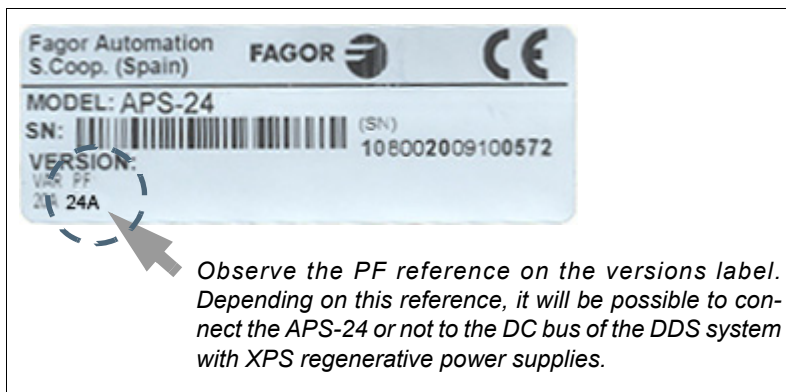 Fagor Automation
S.Coop. (Spain)
FAGOR
CE
MODEL: APS-24
SN:
(SN)
108002009100572
VERSION:
VAR PF
20A 24A
Observe the PF reference on the versions label.
Depending on this reference, it will be possible to con-
nect the APS-24 or not to the DC bus of the DDS system
with XPS regenerative power supplies.